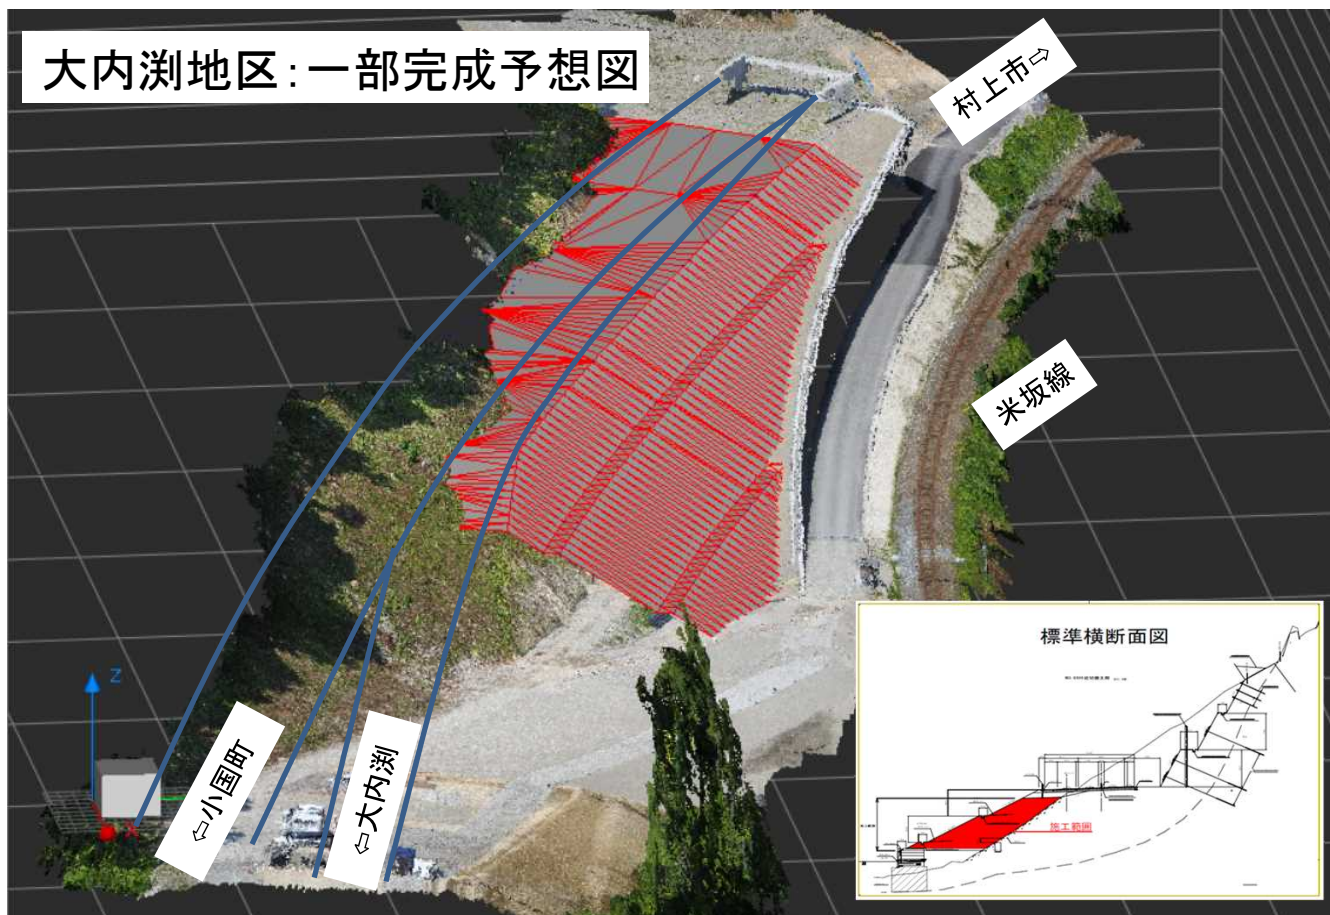 大内渕地区：一部完成予想図
村上市⇨
米坂線
⇦小国町
⇦大内渕
Z
X
標準横断面図
施工範囲